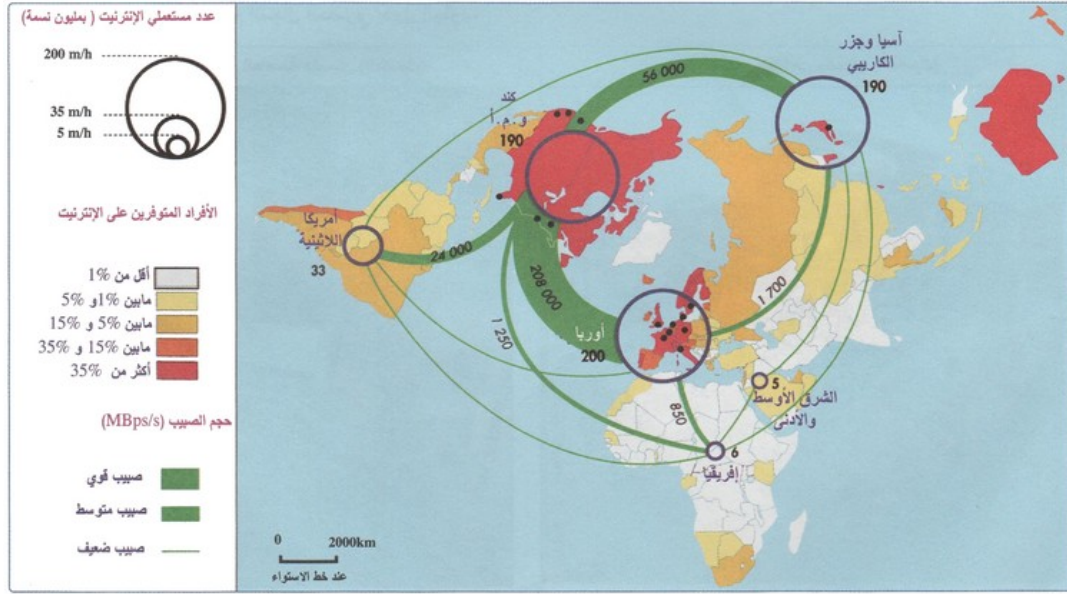 عدد مستعملي الإنترنيت ( بمليون نسمة)
200 m/h
35 m/h
5 m/h
الأفراد المتوفرين على الإنترنيت
أقل من 1%
مابين 1% و 5%
مابين 5% و 15%
مابين 15% و 35%
أكثر من 35%
حجم الصبيب (MBps/s)
صبيب قوي
صبيب متوسط
صبيب ضعيف
آسيا وجزر
الكاريبي
190
56 000
كند
و.م.أ
190
أمريكا
اللاثينية
33
24 000
208 000
1 250
أوربا
200
1 700
850
5
الشرق الأوسط
والأدنى
6
إفريقيا
0 2000km
عند خط الاستواء